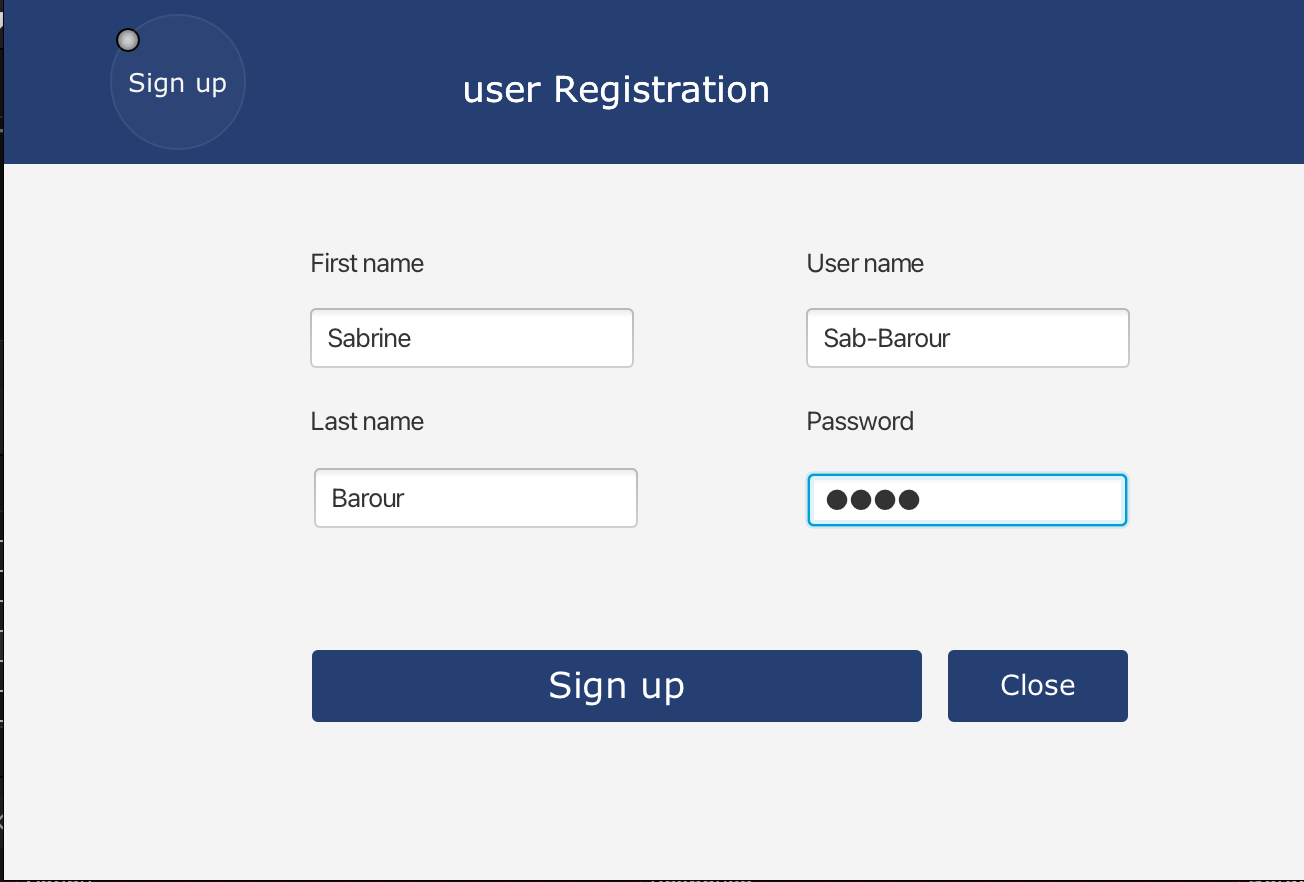 Sign up
user Registration
First name
User name
Sabrine
Sab-Barour
Last name
Password
Barour
●●●●
Sign up
Close